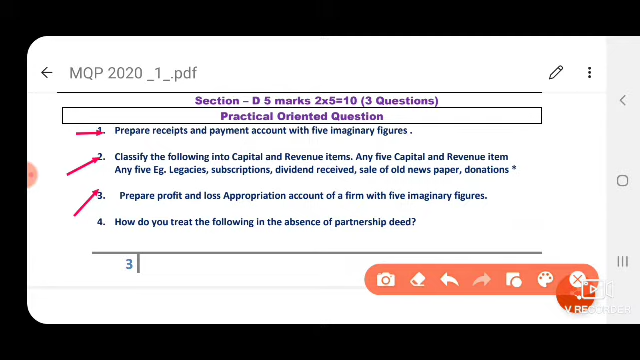 MQP 2020 _1_.pdf
Section – D 5 marks 2x5=10 (3 Questions)
Practical Oriented Question
1. Prepare receipts and payment account with five imaginary figures .
2. Classify the following into Capital and Revenue items. Any five Capital and Revenue item
Any five Eg. Legacies, subscriptions, dividend received, sale of old news paper, donations *
3. Prepare profit and loss Appropriation account of a firm with five imaginary figures.
4. How do you treat the following in the absence of partnership deed?
3
V RECORDER